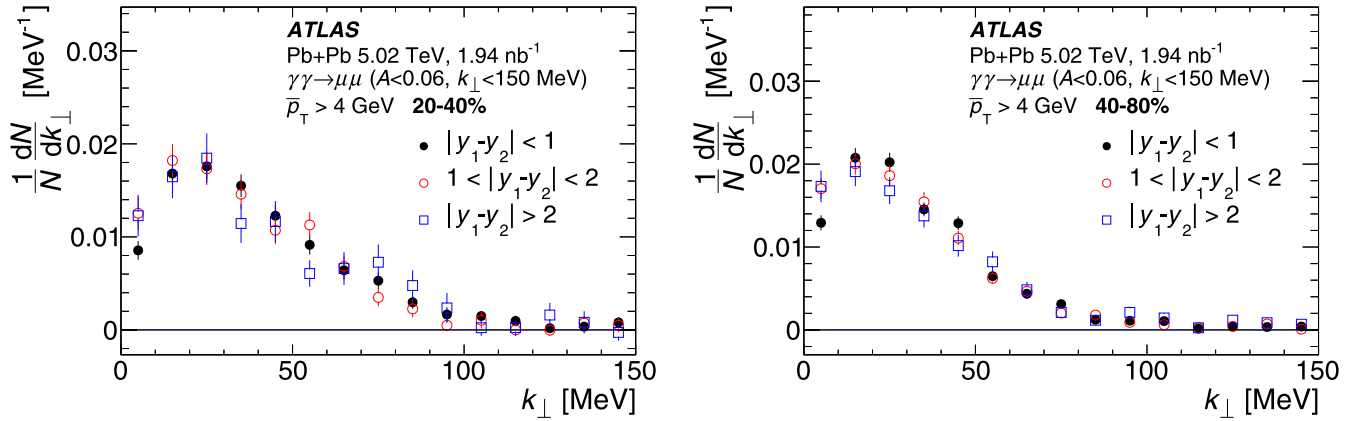 ATLAS
Pb+Pb 5.02 TeV, 1.94 nb⁻¹
γγ→μμ (A<0.06, k⊥<150 MeV)
p̅_T > 4 GeV 20-40%
|y₁-y₂| < 1
1 < |y₁-y₂| < 2
|y₁-y₂| > 2
1/N dN/dk⊥ [MeV⁻¹]
0.03
0.02
0.01
0
0 50 100 150
k⊥ [MeV]
ATLAS
Pb+Pb 5.02 TeV, 1.94 nb⁻¹
γγ→μμ (A<0.06, k⊥<150 MeV)
p̅_T > 4 GeV 40-80%
|y₁-y₂| < 1
1 < |y₁-y₂| < 2
|y₁-y₂| > 2
1/N dN/dk⊥ [MeV⁻¹]
0.03
0.02
0.01
0
0 50 100 150
k⊥ [MeV]